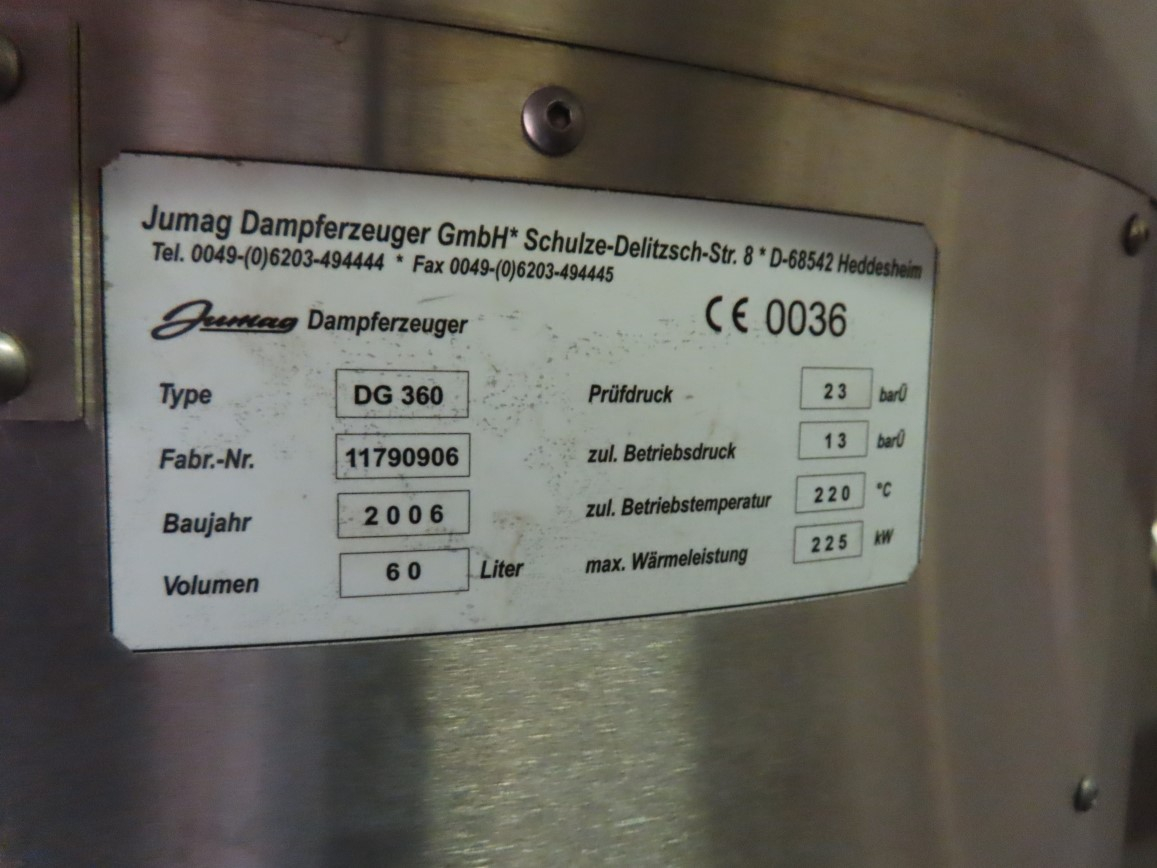 Jumag Dampferzeuger GmbH* Schulze-Delitzsch-Str. 8 * D-68542 Heddesheim
Tel. 0049-(0)6203-494444 * Fax 0049-(0)6203-494445
Jumag Dampferzeuger CE 0036
Type DG 360 Prüfdruck 23 barÜ
Fabr.-Nr. 11790906 zul. Betriebsdruck 13 barÜ
Baujahr 2006 zul. Betriebstemperatur 220 °C
Volumen 60 Liter max. Wärmeleistung 225 kW